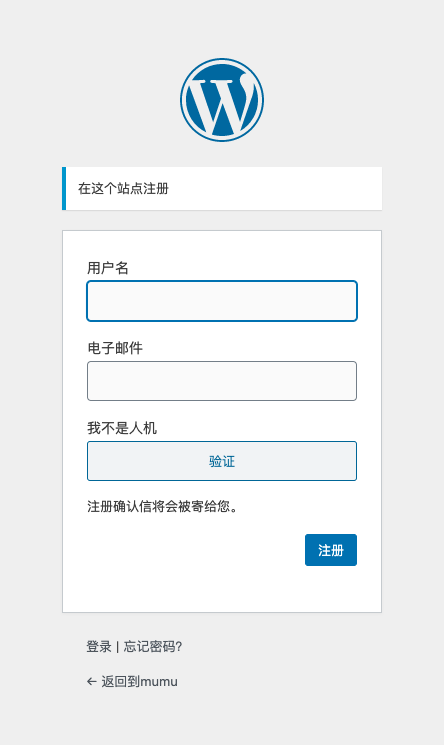 在这个站点注册
用户名
电子邮件
我不是人机
验证
注册确认信将会被寄给您。
注册
登录 | 忘记密码?
← 返回到mumu